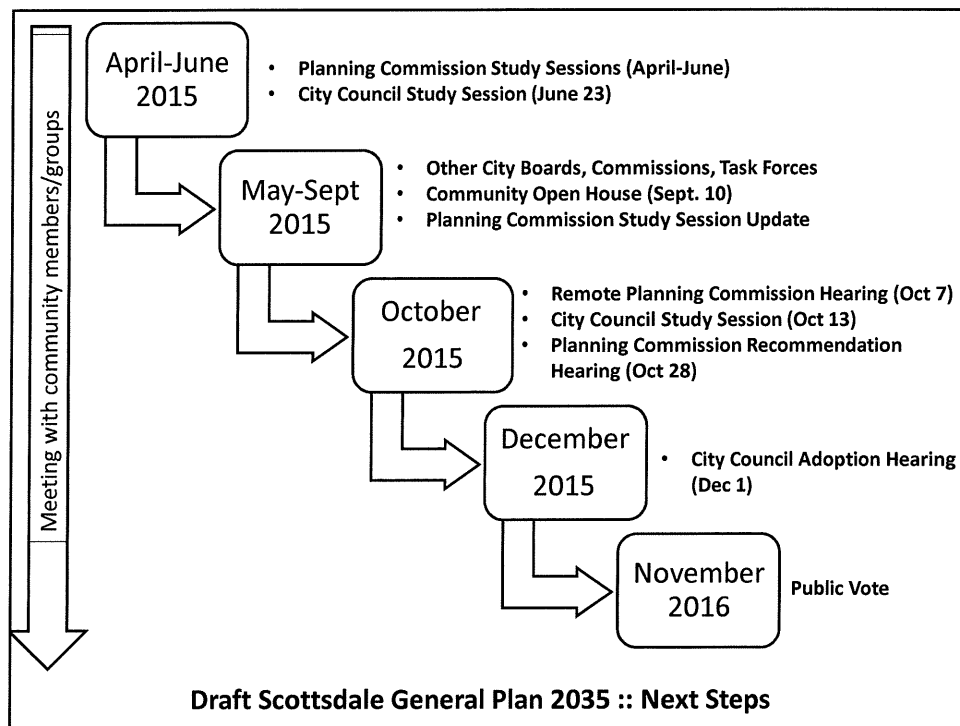 Meeting with community members/groups
April-June
2015
• Planning Commission Study Sessions (April-June)
• City Council Study Session (June 23)
May-Sept
2015
• Other City Boards, Commissions, Task Forces
• Community Open House (Sept. 10)
• Planning Commission Study Session Update
October
2015
• Remote Planning Commission Hearing (Oct 7)
• City Council Study Session (Oct 13)
• Planning Commission Recommendation
Hearing (Oct 28)
December
2015
• City Council Adoption Hearing
(Dec 1)
November
2016
Public Vote
Draft Scottsdale General Plan 2035 :: Next Steps